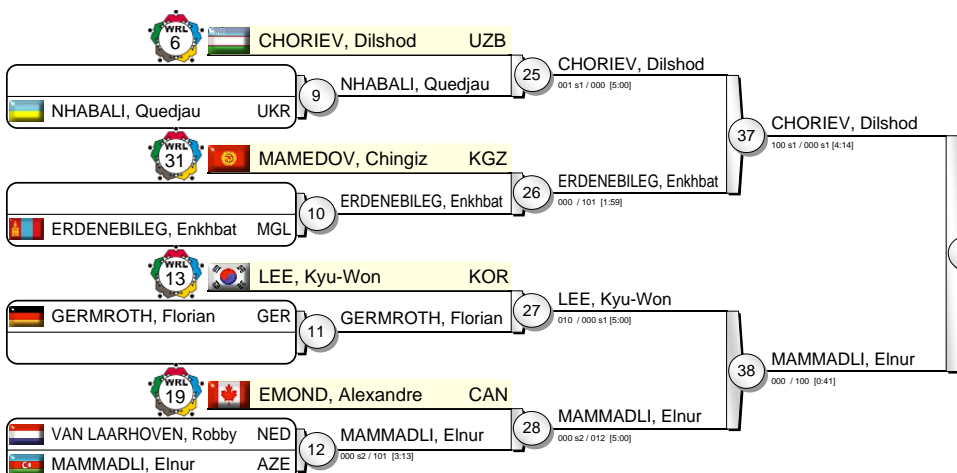 WRL
6
CHORIEV, Dilshod UZB
NHABALI, Quedjau UKR
9
NHABALI, Quedjau
25
CHORIEV, Dilshod
001 s1 / 000 [5:00]
WRL
31
MAMEDOV, Chingiz KGZ
ERDENEBILEG, Enkhbat MGL
10
ERDENEBILEG, Enkhbat
26
ERDENEBILEG, Enkhbat
000 / 101 [1:59]
37
CHORIEV, Dilshod
100 s1 / 000 s1 [4:14]
WRL
13
LEE, Kyu-Won KOR
GERMROTH, Florian GER
11
GERMROTH, Florian
27
LEE, Kyu-Won
010 / 000 s1 [5:00]
WRL
19
EMOND, Alexandre CAN
VAN LAARHOVEN, Robby NED
MAMMADLI, Elnur AZE
12
MAMMADLI, Elnur
000 s2 / 101 [3:13]
28
MAMMADLI, Elnur
000 s2 / 012 [5:00]
38
MAMMADLI, Elnur
000 / 100 [0:41]